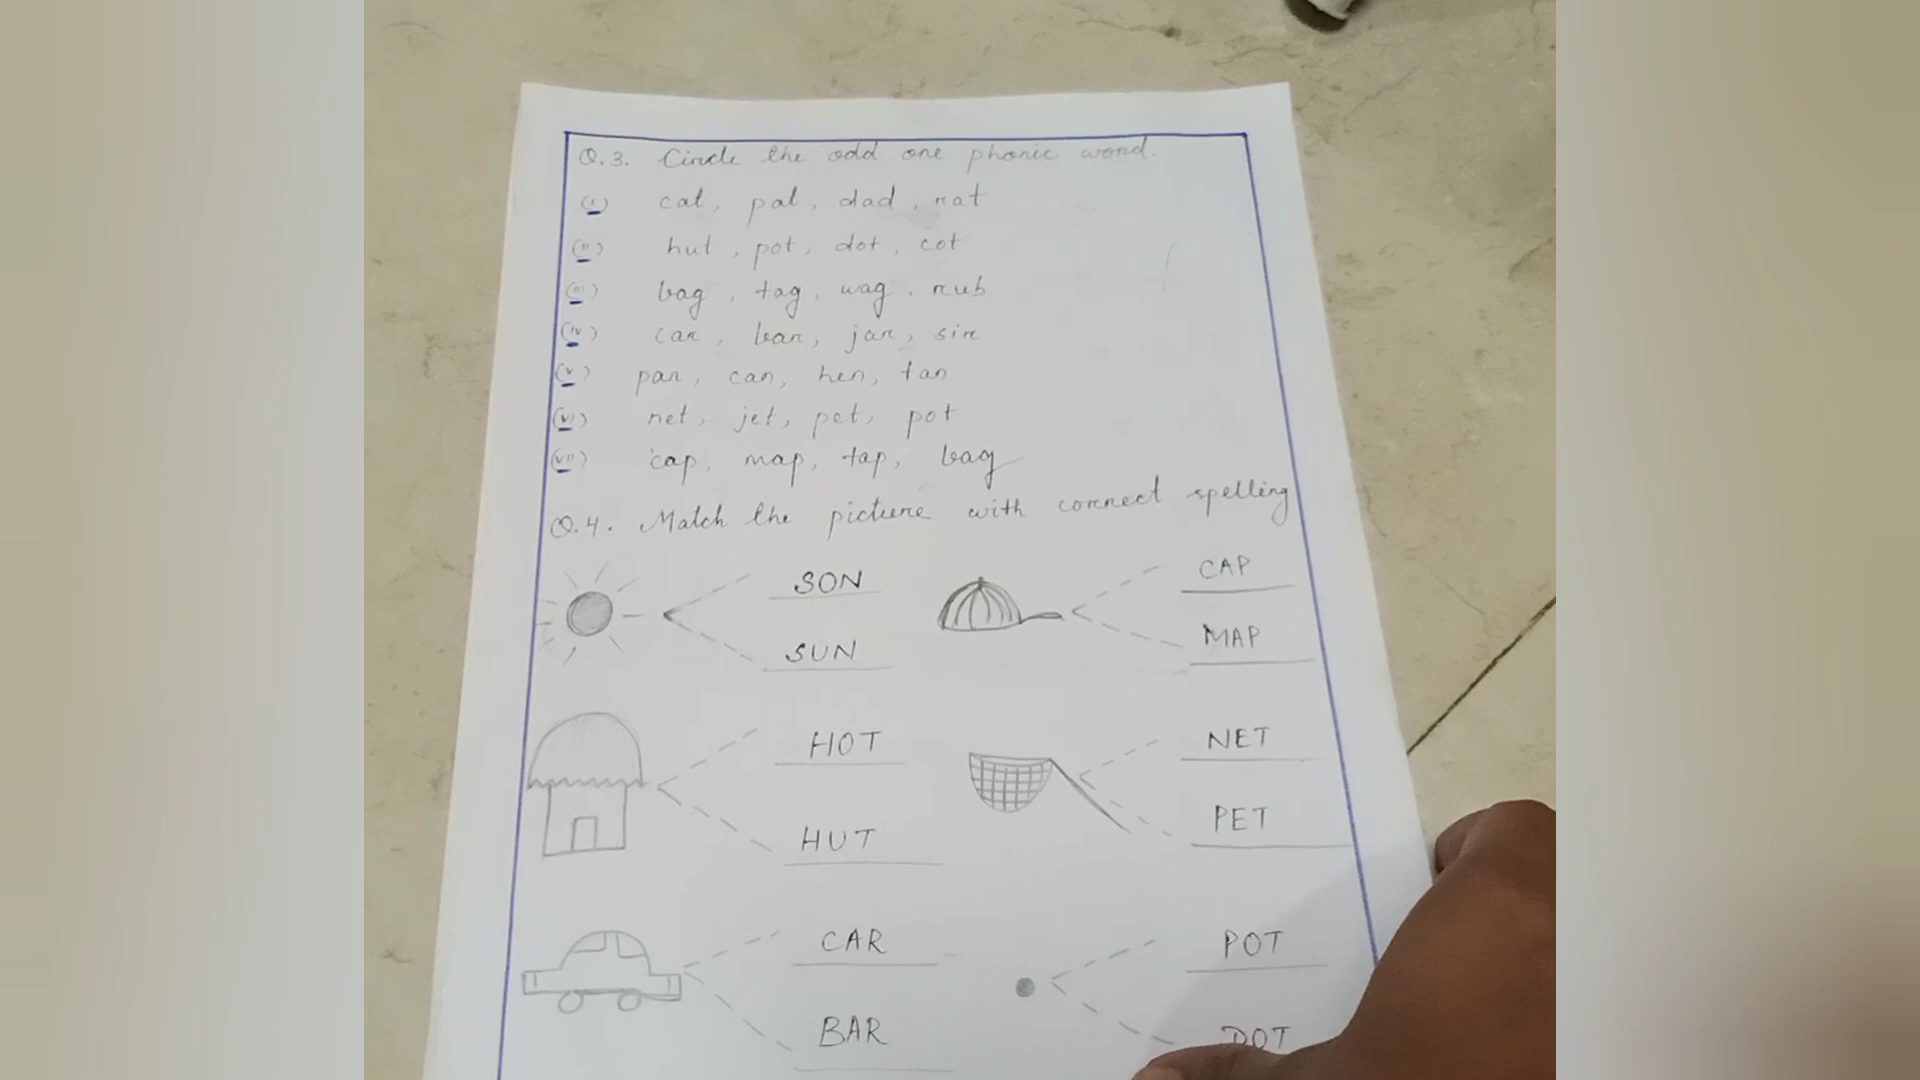 Q.3. Circle the odd one phonic word.
(i) cat, pat, dad, rat
(ii) hut, pot, dot, cot
(iii) bag, tag, wag, rub
(iv) car, bar, jar, sir
(v) pan, can, hen, tan
(vi) net, jet, pet, pot
(vii) cap, map, tap, bag
Q.4. Match the picture with correct spelling
SON
SUN
CAP
MAP
HOT
HUT
NET
PET
CAR
BAR
POT
DOT